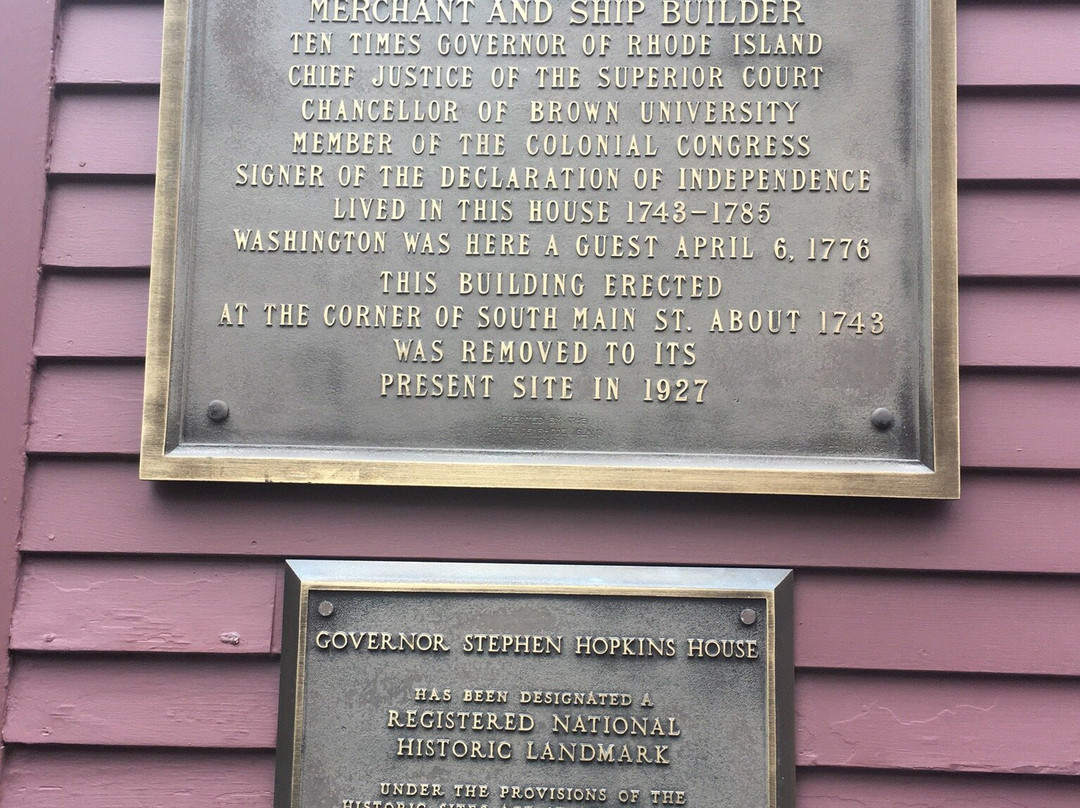 MERCHANT AND SHIP BUILDER
TEN TIMES GOVERNOR OF RHODE ISLAND
CHIEF JUSTICE OF THE SUPERIOR COURT
CHANCELLOR OF BROWN UNIVERSITY
MEMBER OF THE COLONIAL CONGRESS
SIGNER OF THE DECLARATION OF INDEPENDENCE
LIVED IN THIS HOUSE 1743-1785
WASHINGTON WAS HERE A GUEST APRIL 6, 1776
THIS BUILDING ERECTED
AT THE CORNER OF SOUTH MAIN ST. ABOUT 1743
WAS REMOVED TO ITS
PRESENT SITE IN 1927
GOVERNOR STEPHEN HOPKINS HOUSE
HAS BEEN DESIGNATED A
REGISTERED NATIONAL
HISTORIC LANDMARK
UNDER THE PROVISIONS OF THE
HISTORIC SITES